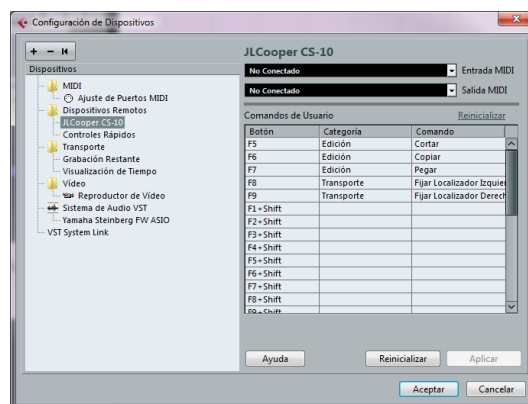 Configuración de Dispositivos
Dispositivos
MIDI
Ajuste de Puertos MIDI
Dispositivos Remotos
JLCooper CS-10
Controles Rápidos
Transporte
Grabación Restante
Visualización de Tiempo
Vídeo
Reproductor de Vídeo
Sistema de Audio VST
Yamaha Steinberg FW ASIO
VST System Link
JLCooper CS-10
No Conectado Entrada MIDI
No Conectado Salida MIDI
Comandos de Usuario Reinicializar
Botón Categoría Comando
F5 Edición Cortar
F6 Edición Copiar
F7 Edición Pegar
F8 Transporte Fijar Localizador Izquier
F9 Transporte Fijar Localizador Derech
F1+Shift
F2+Shift
F3+Shift
F4+Shift
F5+Shift
F6+Shift
F7+Shift
F8+Shift
F9+Shift
Ayuda Reinicializar Aplicar
Aceptar Cancelar